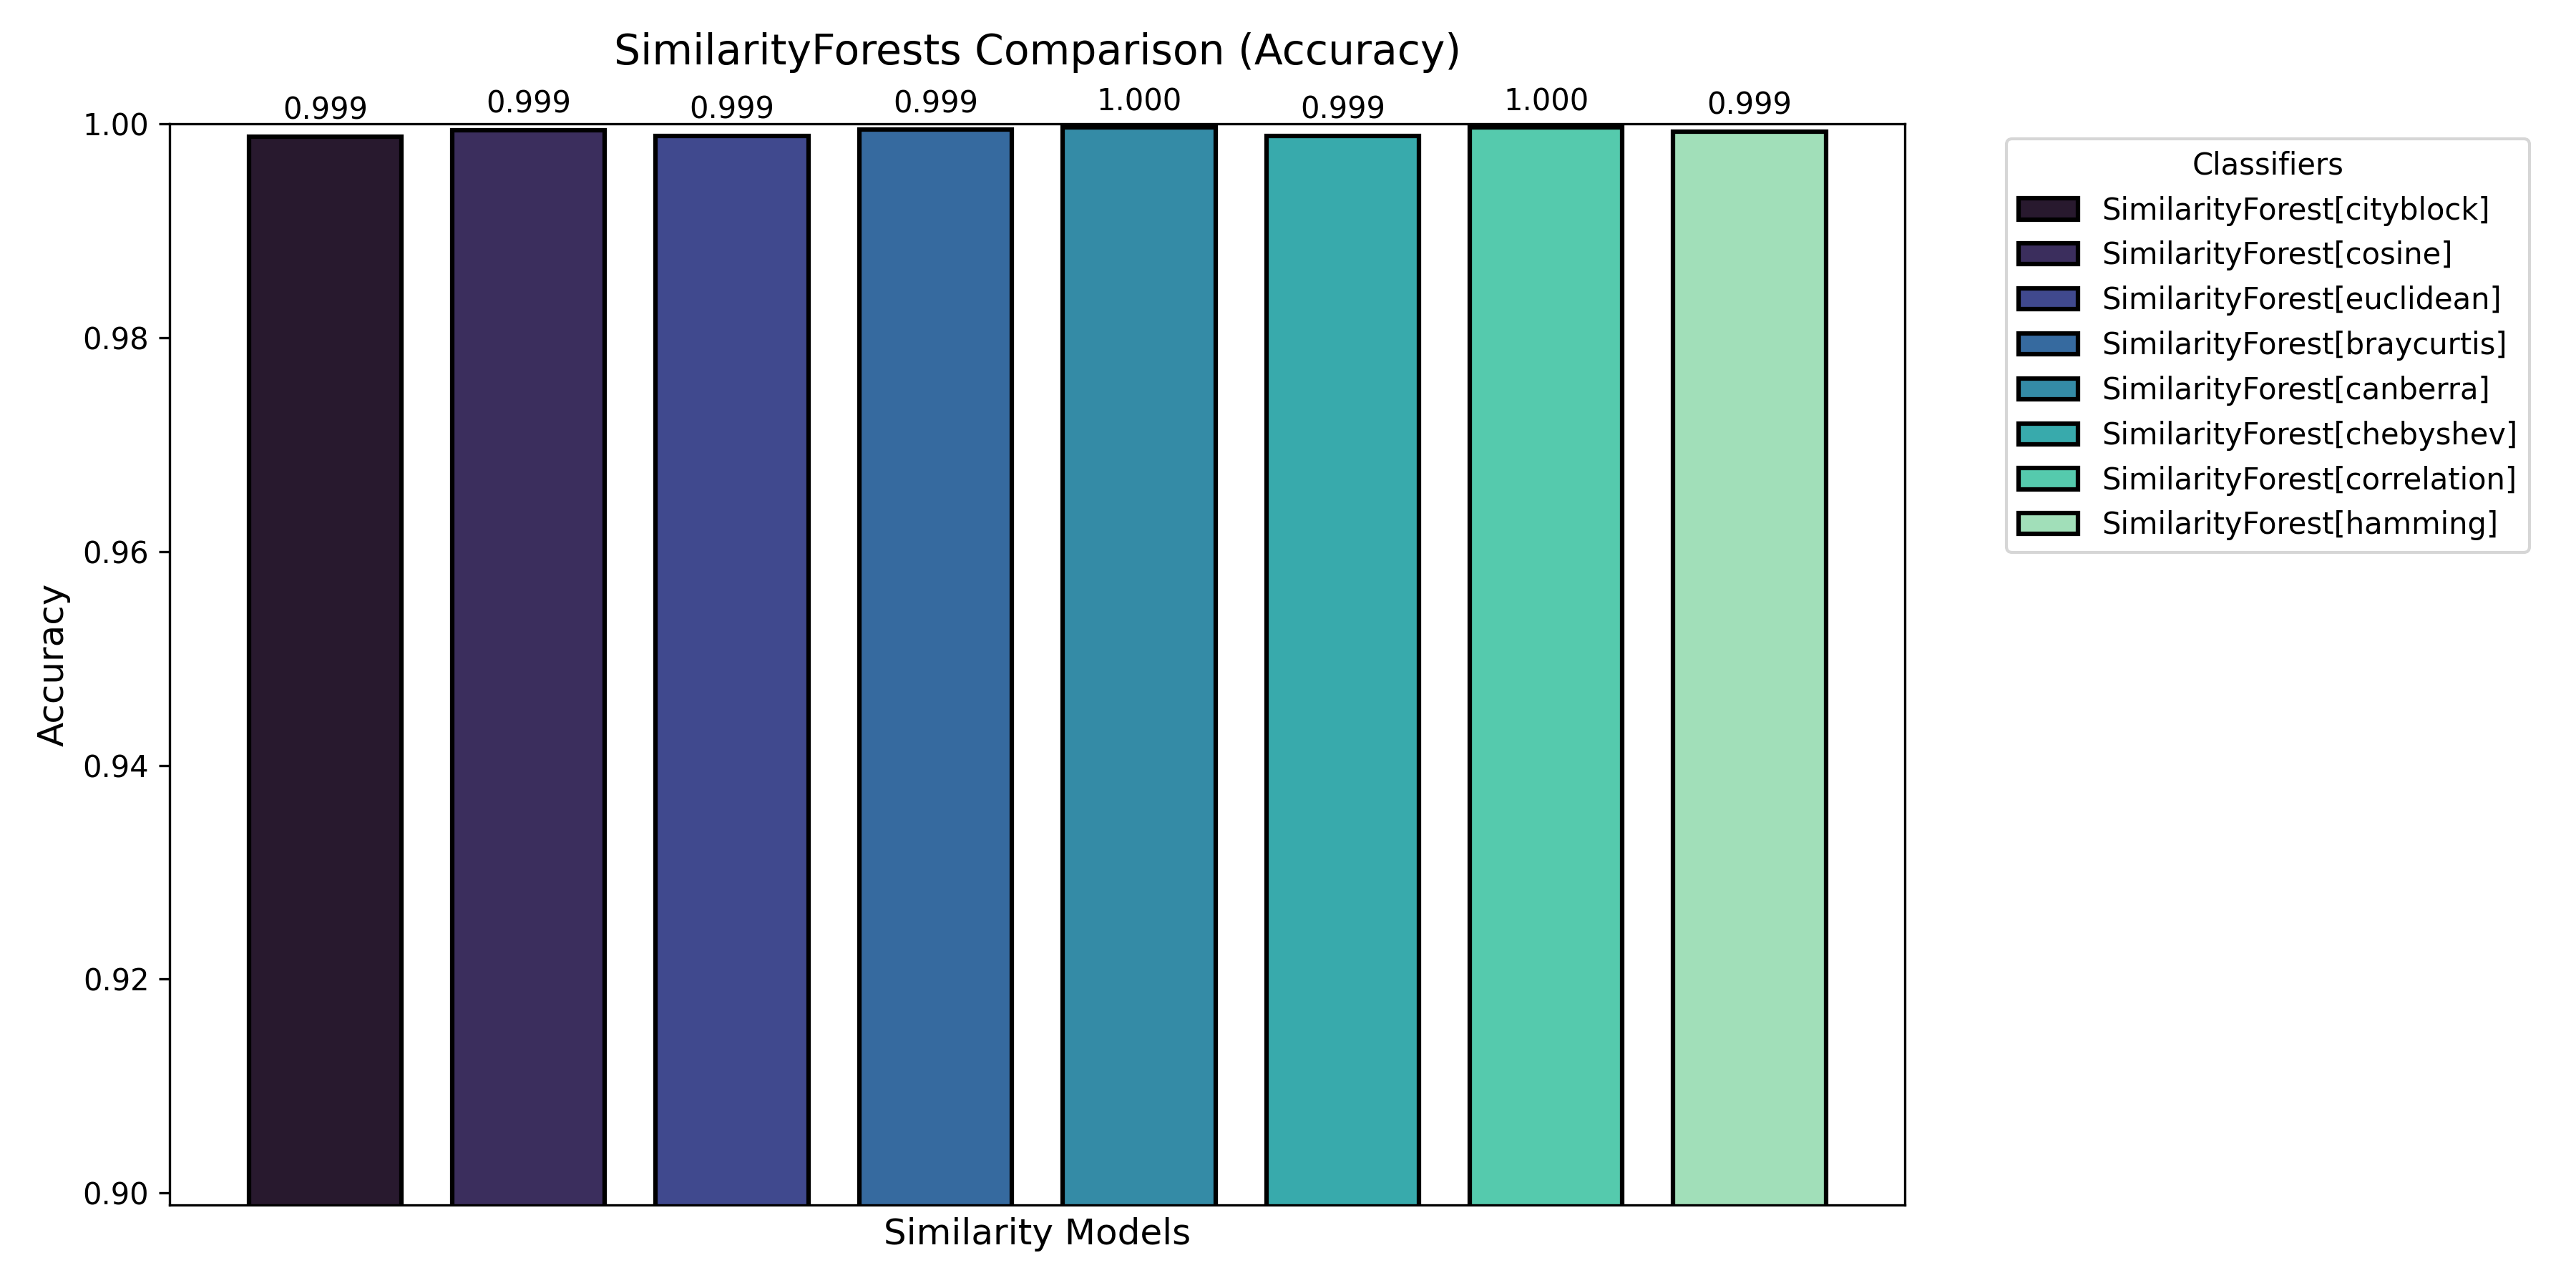 SimilarityForests Comparison (Accuracy)
0.999
0.999
0.999
0.999
1.000
0.999
1.000
0.999
1.00
0.98
0.96
0.94
0.92
0.90
Accuracy
Similarity Models
Classifiers
SimilarityForest[cityblock]
SimilarityForest[cosine]
SimilarityForest[euclidean]
SimilarityForest[braycurtis]
SimilarityForest[canberra]
SimilarityForest[chebyshev]
SimilarityForest[correlation]
SimilarityForest[hamming]